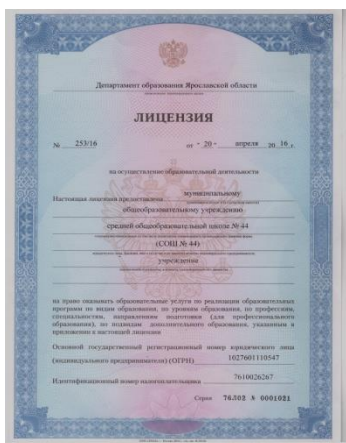 Департамент образования Ярославской области
ЛИЦЕНЗИЯ
№ 253/16 от - 20 - апреля 20 16 г.
на осуществление образовательной деятельности
Настоящая лицензия предоставлена муниципальному
общеобразовательному учреждению
средней общеобразовательной школе № 44
(СОШ № 44)
учреждения
на право оказывать образовательные услуги по реализации образовательных
программ по видам образования, по уровням образования, по профессиям,
специальностям, направлениям подготовки (для профессионального
образования), по подвидам дополнительного образования, указанным в
приложении к настоящей лицензии
Основной государственный регистрационный номер юридического лица
(индивидуального предпринимателя) (ОГРН) 1027601110547
Идентификационный номер налогоплательщика 7610026267
Серия 76Л02 № 0001021